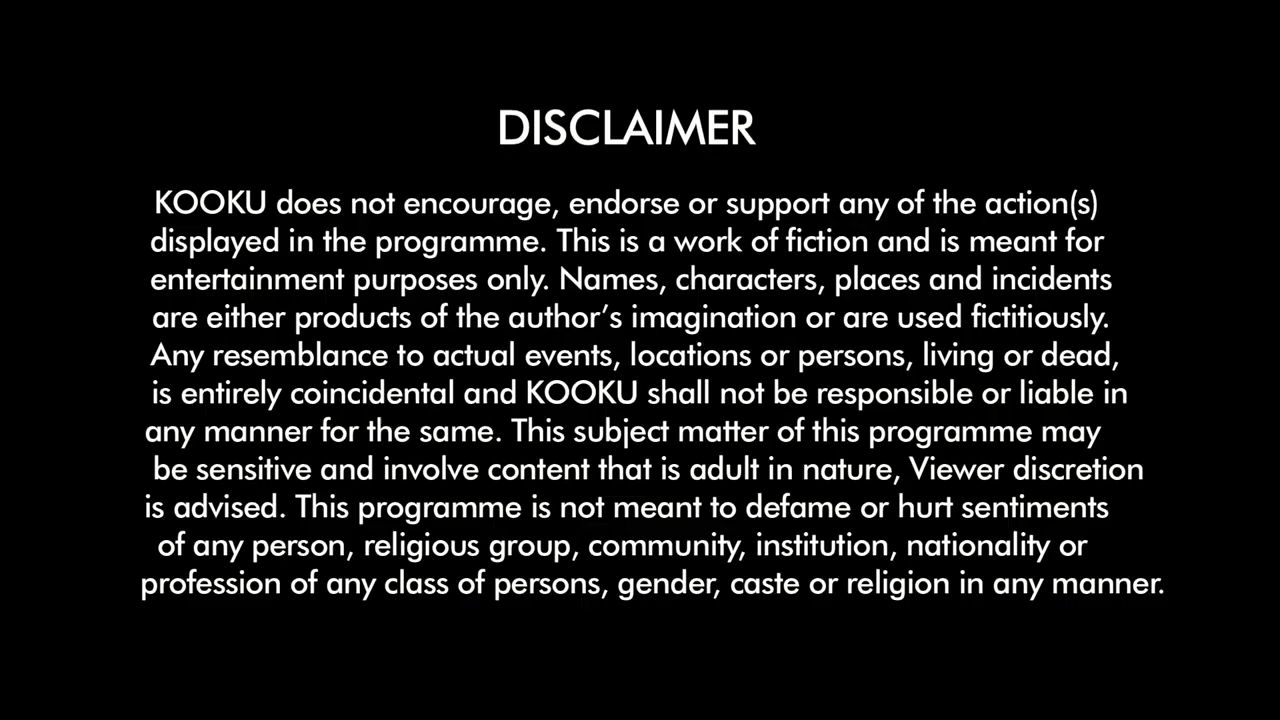 DISCLAIMER
KOOKU does not encourage, endorse or support any of the action(s)
displayed in the programme. This is a work of fiction and is meant for
entertainment purposes only. Names, characters, places and incidents
are either products of the author’s imagination or are used fictitiously.
Any resemblance to actual events, locations or persons, living or dead,
is entirely coincidental and KOOKU shall not be responsible or liable in
any manner for the same. This subject matter of this programme may
be sensitive and involve content that is adult in nature, Viewer discretion
is advised. This programme is not meant to defame or hurt sentiments
of any person, religious group, community, institution, nationality or
profession of any class of persons, gender, caste or religion in any manner.